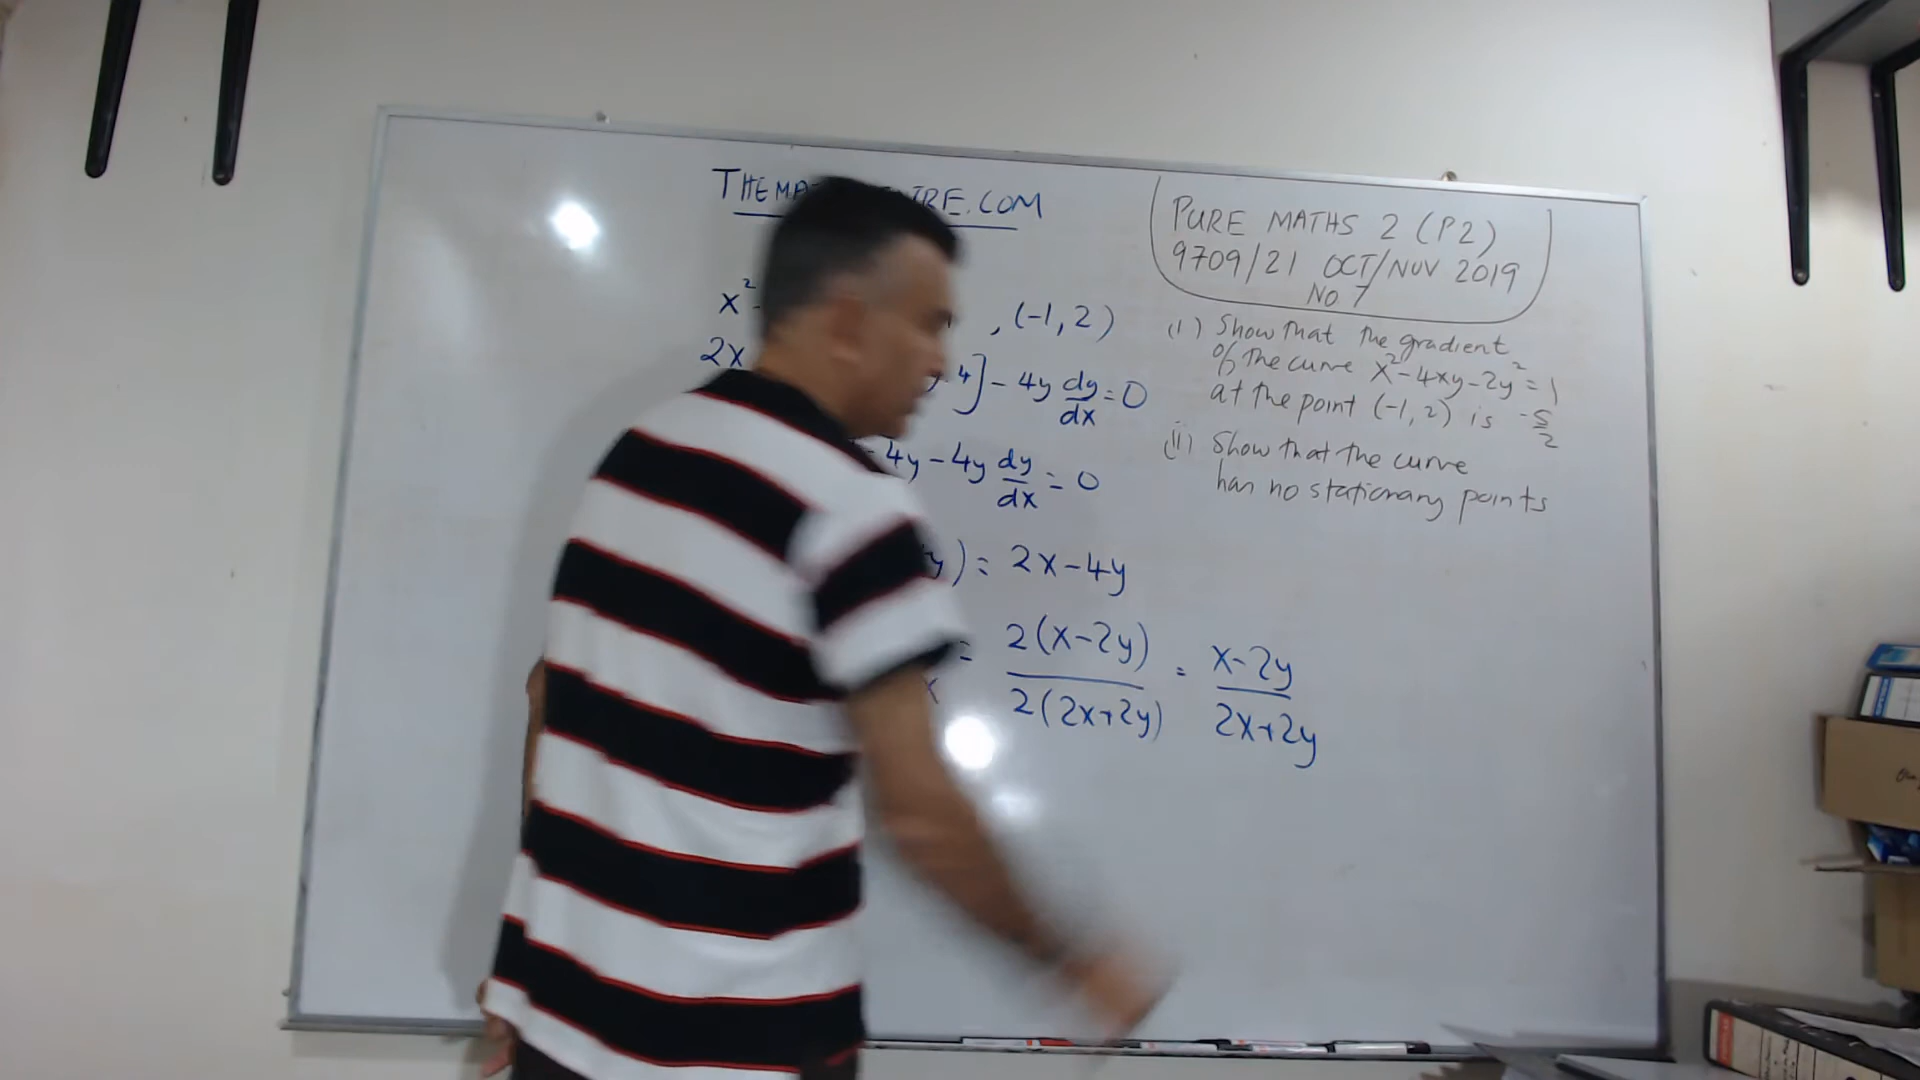 .COM
x²
, (-1, 2)
2x
4] - 4y dy/dx = 0
- 4y - 4y dy/dx = 0
y) = 2x - 4y
= 2(x-2y)/2(2x+2y) = x-2y/2x+2y
PURE MATHS 2 (P2)
9709/21 OCT/NOV 2019
No 7
(i) Show that the gradient
of the curve x² - 4xy - 2y² = 1
at the point (-1, 2) is -5/2
(ii) Show that the curve
has no stationary points